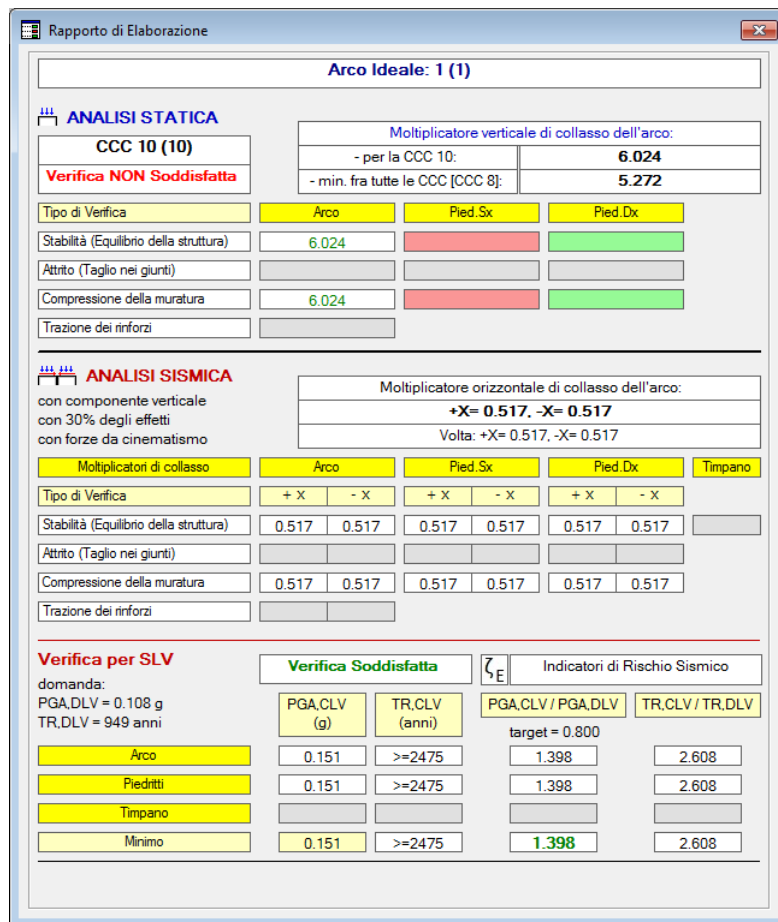 Rapporto di Elaborazione
Arco Ideale: 1 (1)
ANALISI STATICA
CCC 10 (10)
Verifica NON Soddisfatta
Moltiplicatore verticale di collasso dell'arco:
- per la CCC 10: 6.024
- min. fra tutte le CCC [CCC 8]: 5.272
Tipo di Verifica Arco Pied.Sx Pied.Dx
Stabilità (Equilibrio della struttura) 6.024
Attrito (Taglio nei giunti)
Compressione della muratura 6.024
Trazione dei rinforzi
ANALISI SISMICA
con componente verticale
con 30% degli effetti
con forze da cinematismo
Moltiplicatore orizzontale di collasso dell'arco:
+X= 0.517, -X= 0.517
Volta: +X= 0.517, -X= 0.517
Moltiplicatori di collasso Arco Pied.Sx Pied.Dx Timpano
Tipo di Verifica + X - X + X - X + X - X
Stabilità (Equilibrio della struttura) 0.517 0.517 0.517 0.517 0.517 0.517
Attrito (Taglio nei giunti)
Compressione della muratura 0.517 0.517 0.517 0.517 0.517 0.517
Trazione dei rinforzi
Verifica per SLV
domanda:
PGA,DLV = 0.108 g
TR,DLV = 949 anni
Verifica Soddisfatta
ζE Indicatori di Rischio Sismico
PGA,CLV (g) TR,CLV (anni) PGA,CLV / PGA,DLV TR,CLV / TR,DLV
target = 0.800
Arco 0.151 >=2475 1.398 2.608
Piedritti 0.151 >=2475 1.398 2.608
Timpano
Minimo 0.151 >=2475 1.398 2.608